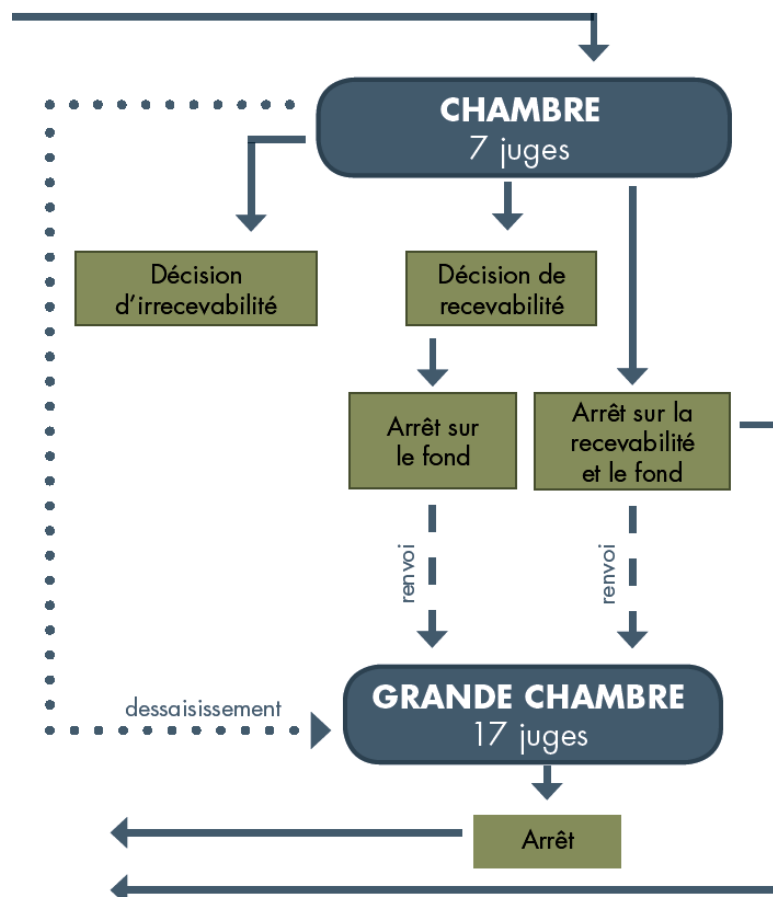 CHAMBRE
7 juges
Décision
d’irrecevabilité
Décision de
recevabilité
Arrêt sur
le fond
Arrêt sur la
recevabilité
et le fond
renvoi
renvoi
dessaisissement
GRANDE CHAMBRE
17 juges
Arrêt